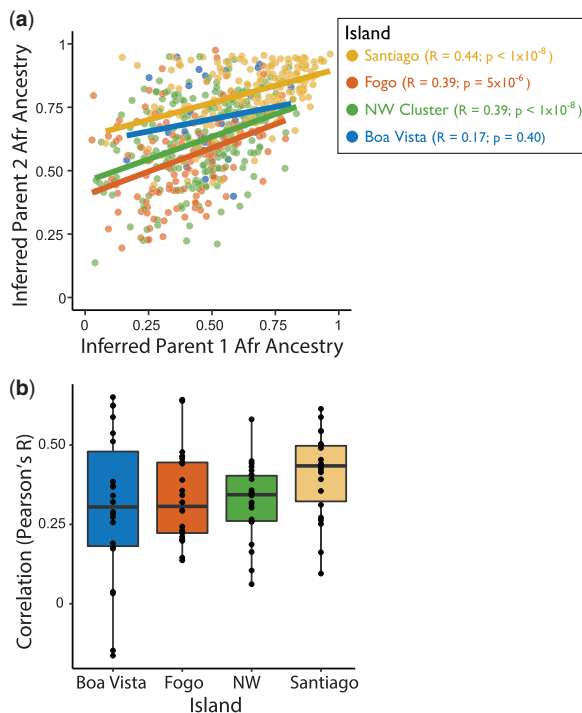 (a)
Inferred Parent 2 Afr Ancestry
1
0.75
0.50
0.25
0
0
0.25
0.50
0.75
1
Inferred Parent 1 Afr Ancestry
Island
Santiago (R = 0.44; p < 1x10⁻⁸)
Fogo (R = 0.39; p = 5x10⁻⁶)
NW Cluster (R = 0.39; p < 1x10⁻⁸)
Boa Vista (R = 0.17; p = 0.40)
(b)
Correlation (Pearson's R)
0.50
0.25
0
Boa Vista
Fogo
NW
Santiago
Island